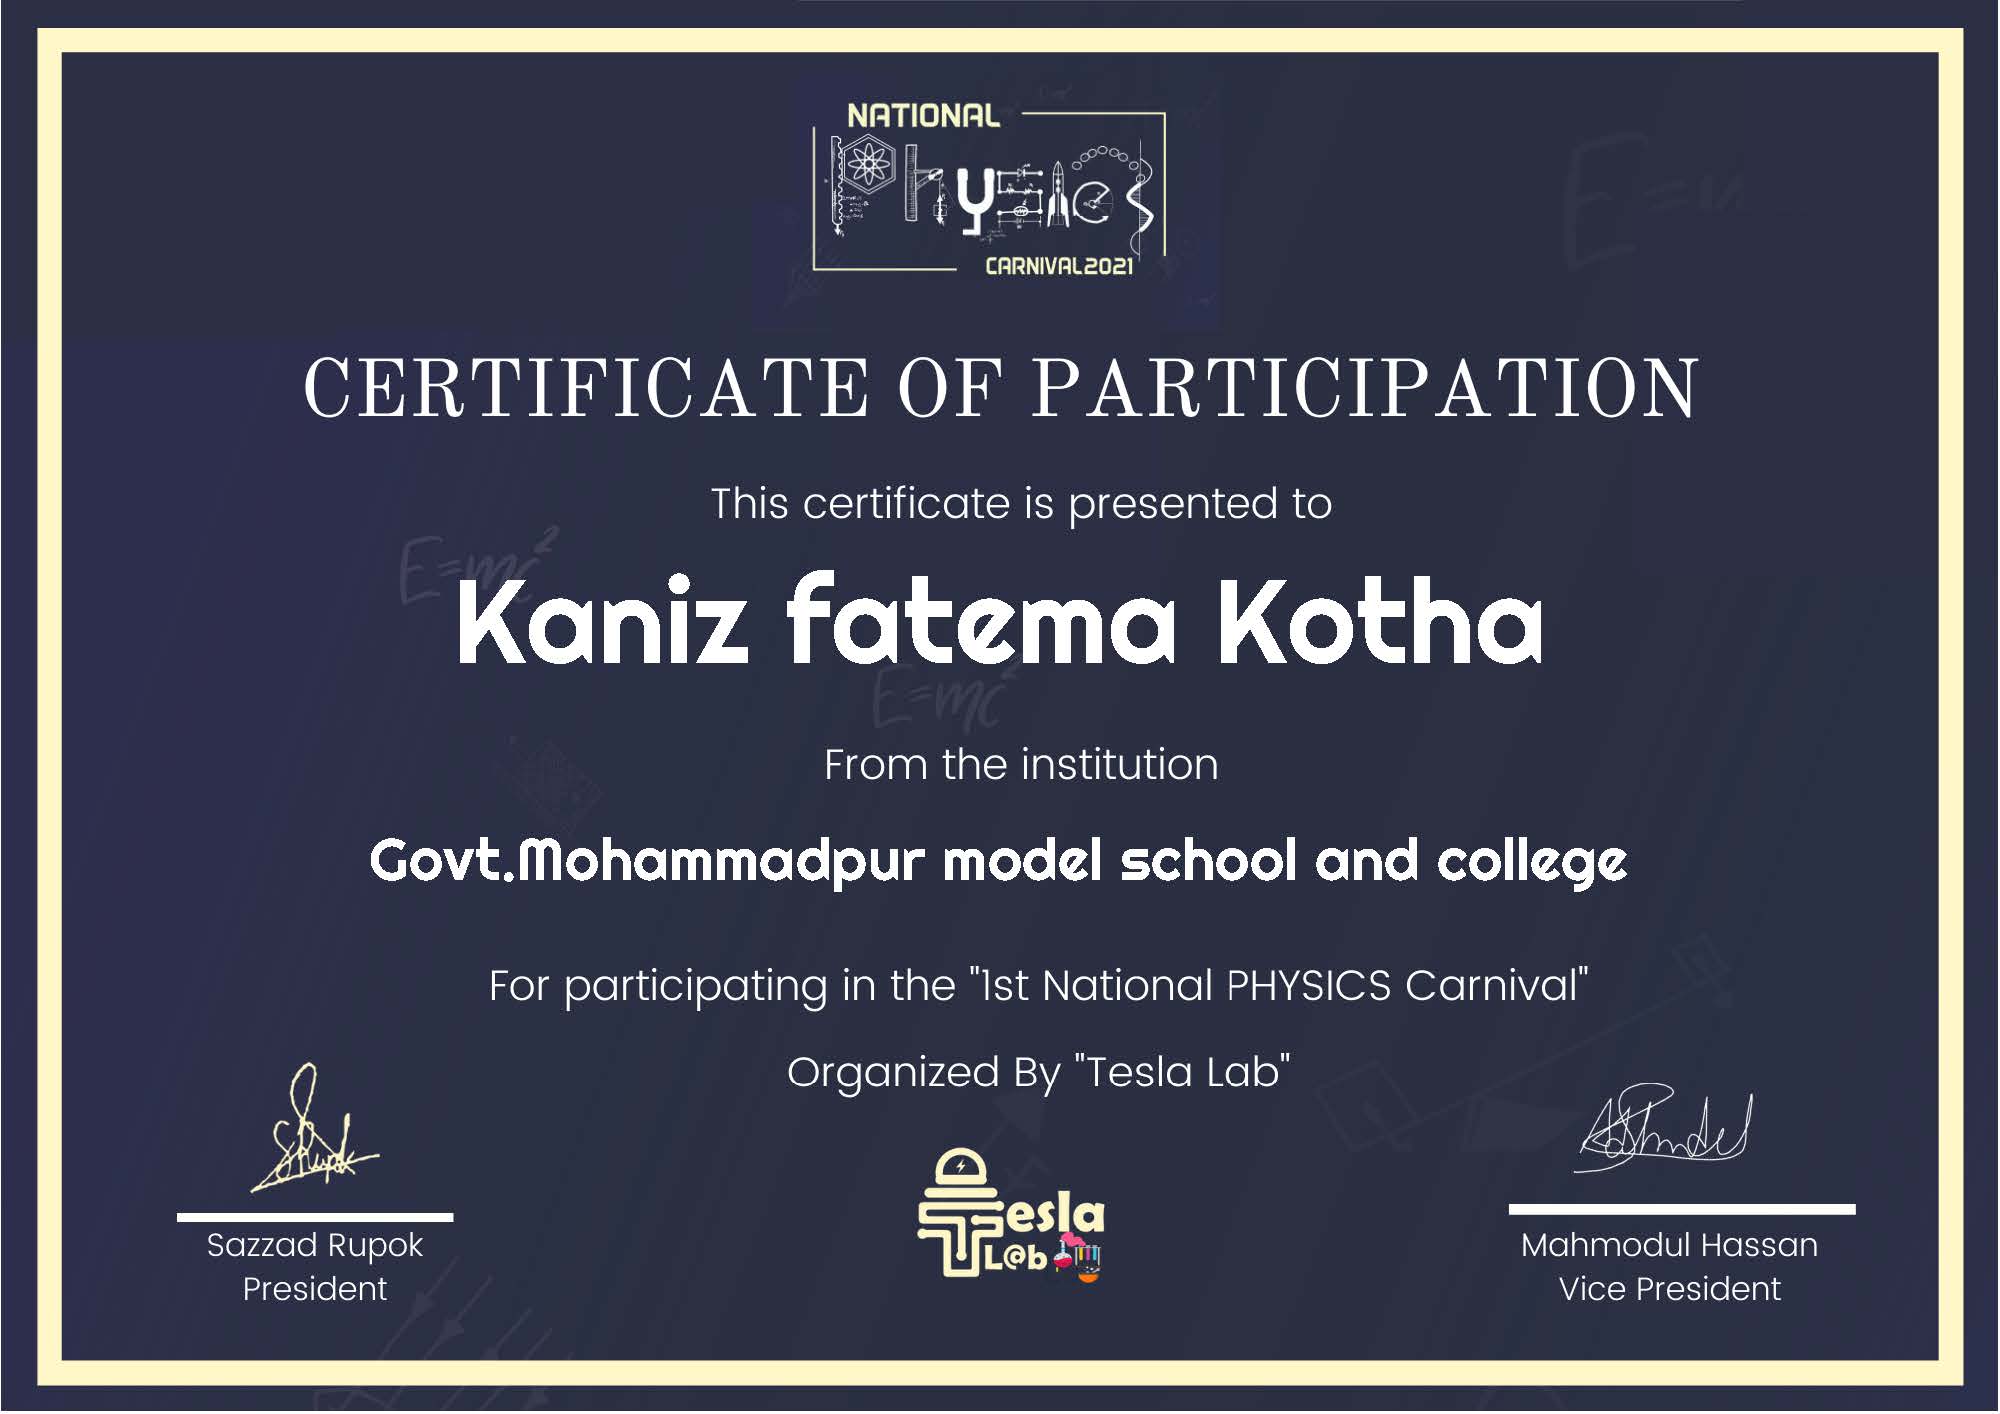 NATIONAL
Physics
CARNIVAL2021
CERTIFICATE OF PARTICIPATION
This certificate is presented to
E=mc²
Kaniz fatema Kotha
E=mc²
From the institution
Govt.Mohammadpur model school and college
For participating in the "1st National PHYSICS Carnival"
Organized By "Tesla Lab"
Tesla
L@b
Sazzad Rupok
President
Mahmodul Hassan
Vice President